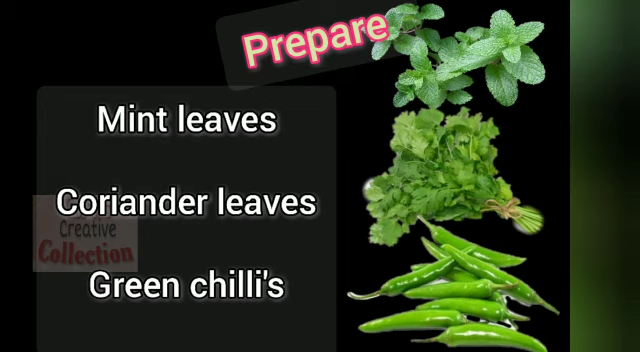 Prepare
Mint leaves
Coriander leaves
Creative
Collection
Green chilli's